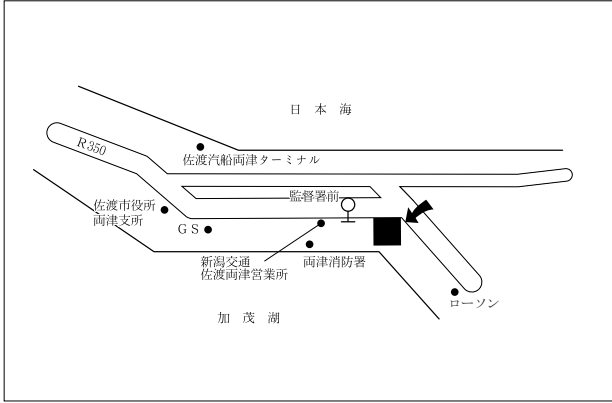 日本海
R350
佐渡汽船両津ターミナル
監督署前
佐渡市役所
両津支所
GS
新潟交通
佐渡両津営業所
両津消防署
ローソン
加茂湖